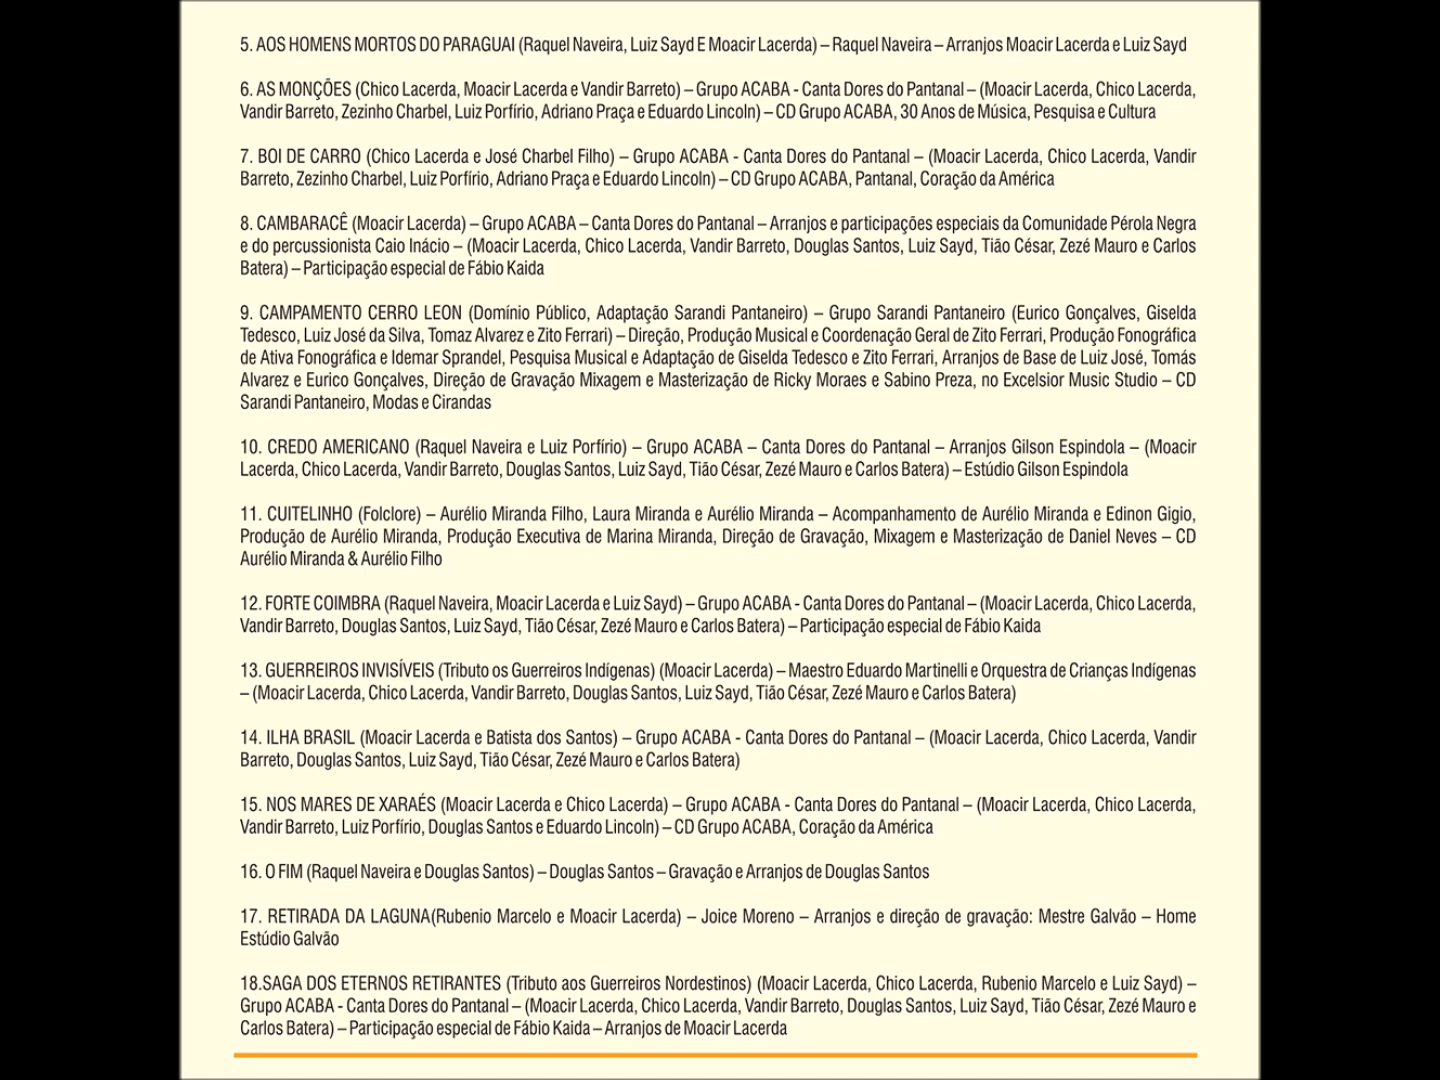 5. AOS HOMENS MORTOS DO PARAGUAI (Raquel Naveira, Luiz Sayd E Moacir Lacerda) – Raquel Naveira – Arranjos Moacir Lacerda e Luiz Sayd
6. AS MONÇÕES (Chico Lacerda, Moacir Lacerda e Vandir Barreto) – Grupo ACABA - Canta Dores do Pantanal – (Moacir Lacerda, Chico Lacerda,
Vandir Barreto, Zezinho Charbel, Luiz Porfírio, Adriano Praça e Eduardo Lincoln) – CD Grupo ACABA, 30 Anos de Música, Pesquisa e Cultura
7. BOI DE CARRO (Chico Lacerda e José Charbel Filho) – Grupo ACABA - Canta Dores do Pantanal – (Moacir Lacerda, Chico Lacerda, Vandir
Barreto, Zezinho Charbel, Luiz Porfírio, Adriano Praça e Eduardo Lincoln) – CD Grupo ACABA, Pantanal, Coração da América
8. CAMBARACÊ (Moacir Lacerda) – Grupo ACABA – Canta Dores do Pantanal – Arranjos e participações especiais da Comunidade Pérola Negra
e do percussionista Caio Inácio – (Moacir Lacerda, Chico Lacerda, Vandir Barreto, Douglas Santos, Luiz Sayd, Tião César, Zezé Mauro e Carlos
Batera) – Participação especial de Fábio Kaida
9. CAMPAMENTO CERRO LEON (Domínio Público, Adaptação Sarandi Pantaneiro) – Grupo Sarandi Pantaneiro (Eurico Gonçalves, Giselda
Tedesco, Luiz José da Silva, Tomaz Alvarez e Zito Ferrari) – Direção, Produção Musical e Coordenação Geral de Zito Ferrari, Produção Fonográfica
de Ativa Fonográfica e Idemar Sprandel, Pesquisa Musical e Adaptação de Giselda Tedesco e Zito Ferrari, Arranjos de Base de Luiz José, Tomás
Alvarez e Eurico Gonçalves, Direção de Gravação Mixagem e Masterização de Ricky Moraes e Sabino Preza, no Excelsior Music Studio – CD
Sarandi Pantaneiro, Modas e Cirandas
10. CREDO AMERICANO (Raquel Naveira e Luiz Porfírio) – Grupo ACABA – Canta Dores do Pantanal – Arranjos Gilson Espindola – (Moacir
Lacerda, Chico Lacerda, Vandir Barreto, Douglas Santos, Luiz Sayd, Tião César, Zezé Mauro e Carlos Batera) – Estúdio Gilson Espindola
11. CUITELINHO (Folclore) – Aurélio Miranda Filho, Laura Miranda e Aurélio Miranda – Acompanhamento de Aurélio Miranda e Edinon Gigio,
Produção de Aurélio Miranda, Produção Executiva de Marina Miranda, Direção de Gravação, Mixagem e Masterização de Daniel Neves – CD
Aurélio Miranda & Aurélio Filho
12. FORTE COIMBRA (Raquel Naveira, Moacir Lacerda e Luiz Sayd) – Grupo ACABA - Canta Dores do Pantanal – (Moacir Lacerda, Chico Lacerda,
Vandir Barreto, Douglas Santos, Luiz Sayd, Tião César, Zezé Mauro e Carlos Batera) – Participação especial de Fábio Kaida
13. GUERREIROS INVISÍVEIS (Tributo os Guerreiros Indígenas) (Moacir Lacerda) – Maestro Eduardo Martinelli e Orquestra de Crianças Indígenas
– (Moacir Lacerda, Chico Lacerda, Vandir Barreto, Douglas Santos, Luiz Sayd, Tião César, Zezé Mauro e Carlos Batera)
14. ILHA BRASIL (Moacir Lacerda e Batista dos Santos) – Grupo ACABA - Canta Dores do Pantanal – (Moacir Lacerda, Chico Lacerda, Vandir
Barreto, Douglas Santos, Luiz Sayd, Tião César, Zezé Mauro e Carlos Batera)
15. NOS MARES DE XARAÉS (Moacir Lacerda e Chico Lacerda) – Grupo ACABA - Canta Dores do Pantanal – (Moacir Lacerda, Chico Lacerda,
Vandir Barreto, Luiz Porfírio, Douglas Santos e Eduardo Lincoln) – CD Grupo ACABA, Coração da América
16. O FIM (Raquel Naveira e Douglas Santos) – Douglas Santos – Gravação e Arranjos de Douglas Santos
17. RETIRADA DA LAGUNA(Rubenio Marcelo e Moacir Lacerda) – Joice Moreno – Arranjos e direção de gravação: Mestre Galvão – Home
Estúdio Galvão
18.SAGA DOS ETERNOS RETIRANTES (Tributo aos Guerreiros Nordestinos) (Moacir Lacerda, Chico Lacerda, Rubenio Marcelo e Luiz Sayd) –
Grupo ACABA - Canta Dores do Pantanal – (Moacir Lacerda, Chico Lacerda, Vandir Barreto, Douglas Santos, Luiz Sayd, Tião César, Zezé Mauro e
Carlos Batera) – Participação especial de Fábio Kaida – Arranjos de Moacir Lacerda